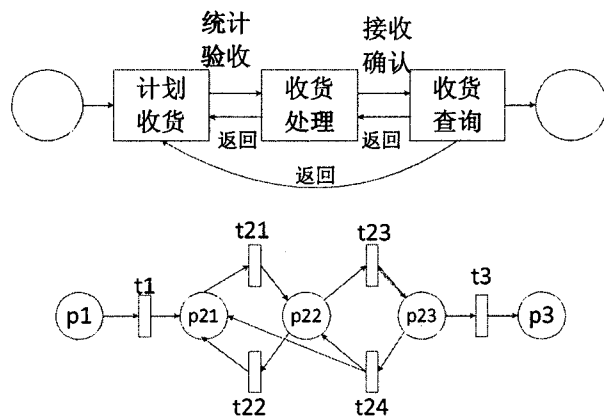 统计
验收
接收
确认
计划
收货
收货
处理
收货
查询
返回
返回
返回
t21
t23
t1
t3
p1
p21
p22
p23
p3
t22
t24